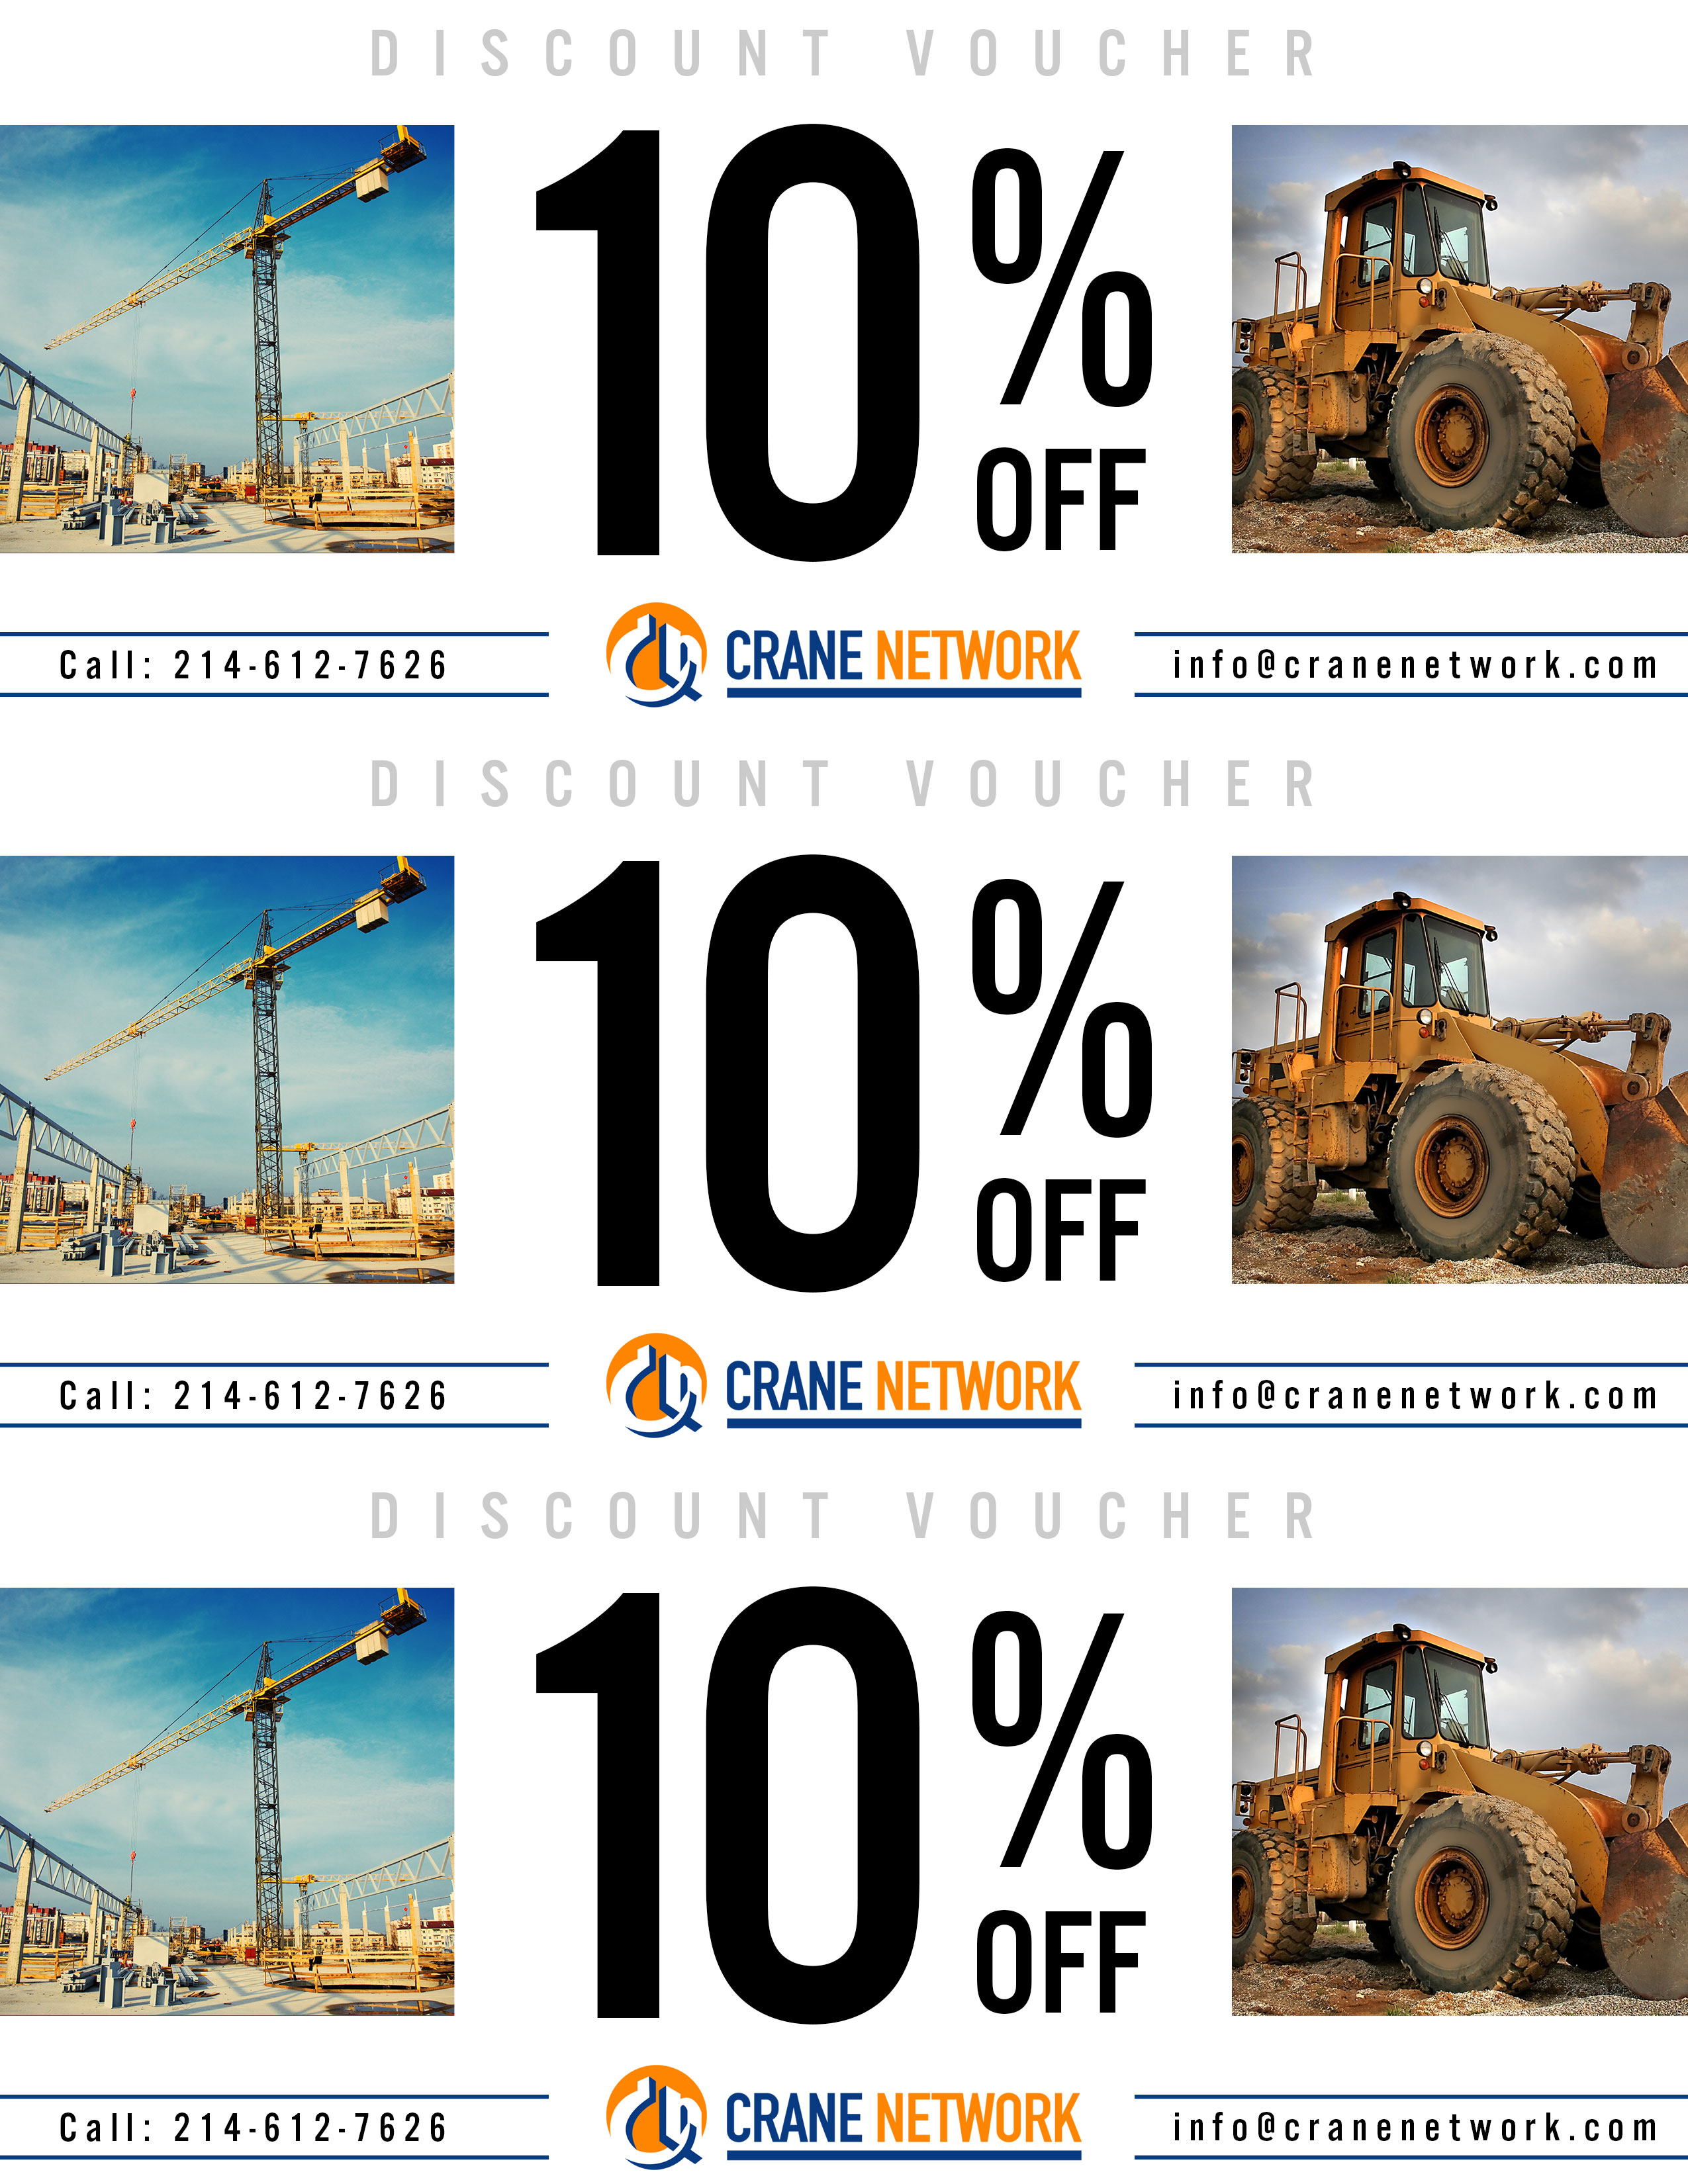 DISCOUNT VOUCHER
10%
OFF
Call: 214-612-7626
CRANE NETWORK
info@cranenetwork.com
DISCOUNT VOUCHER
10%
OFF
Call: 214-612-7626
CRANE NETWORK
info@cranenetwork.com
DISCOUNT VOUCHER
10%
OFF
Call: 214-612-7626
CRANE NETWORK
info@cranenetwork.com